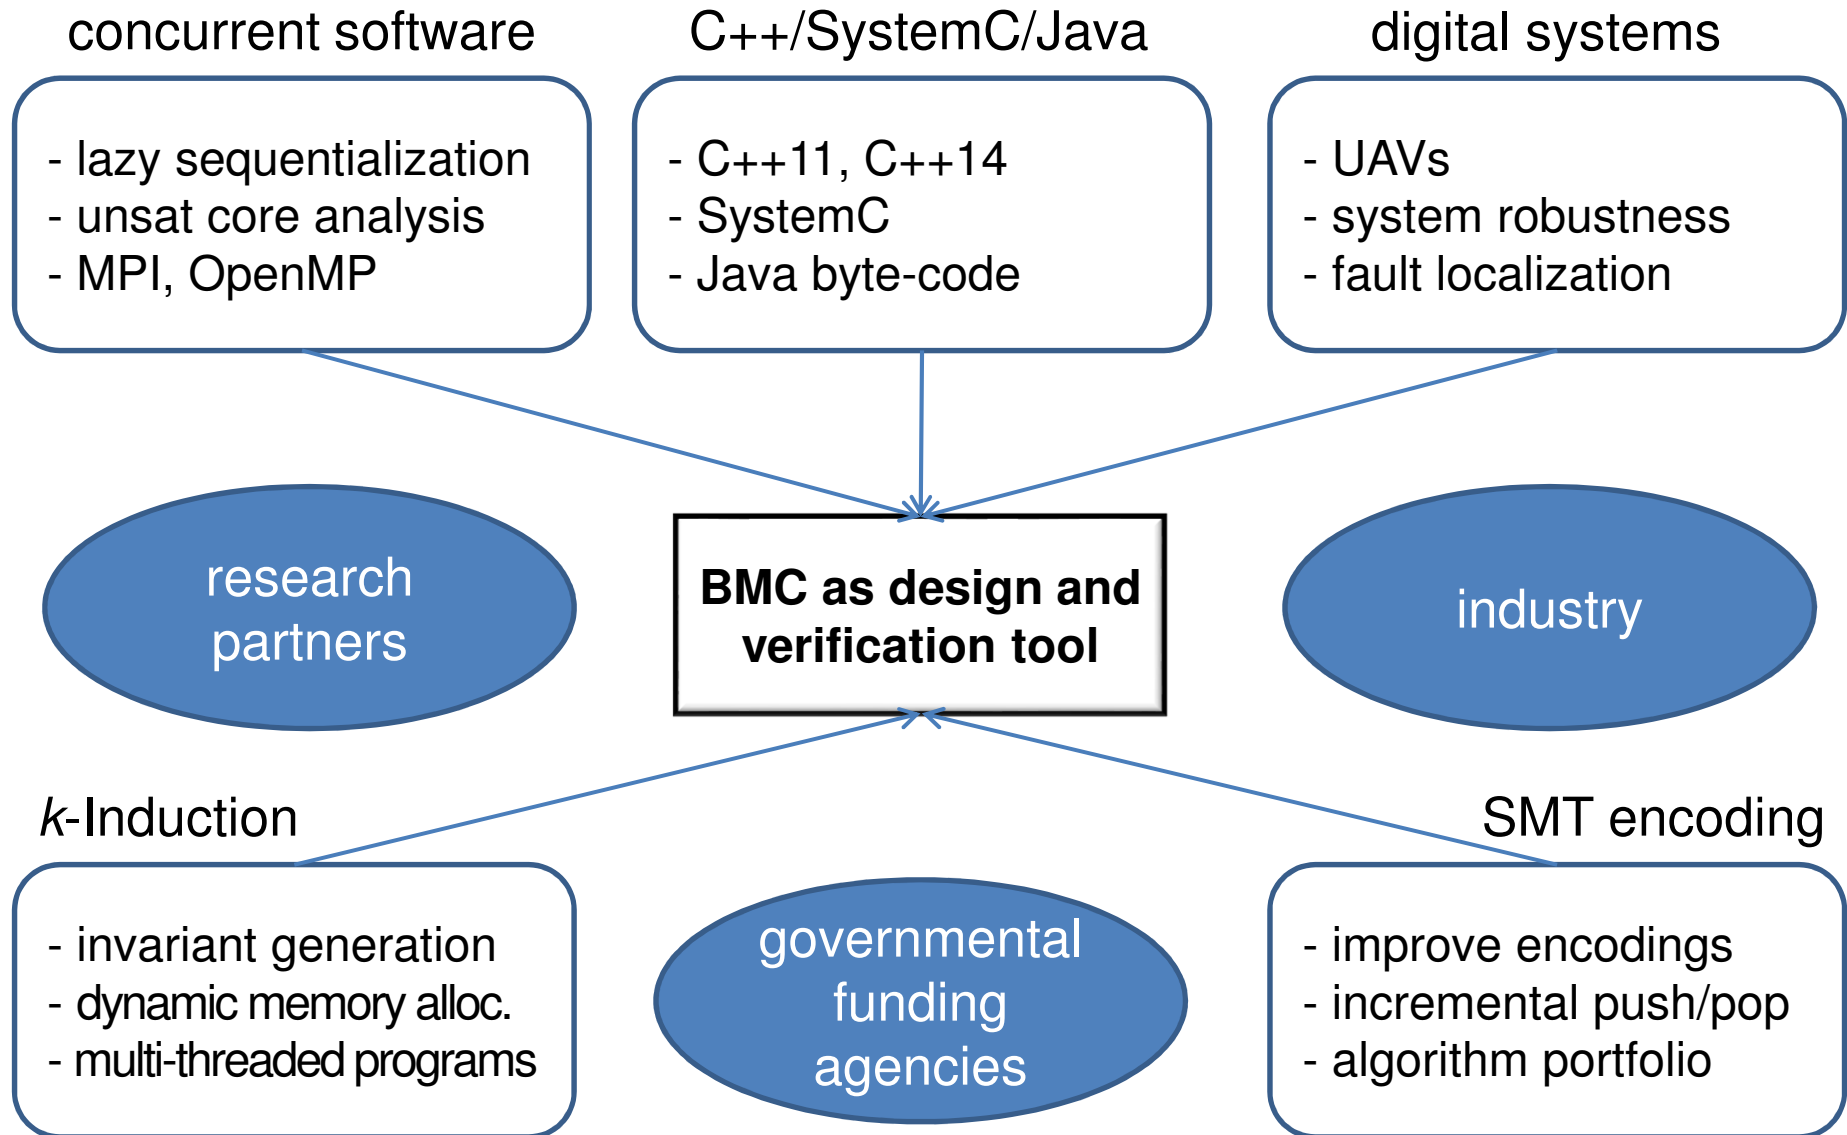 concurrent software
- lazy sequentialization
- unsat core analysis
- MPI, OpenMP
C++/SystemC/Java
- C++11, C++14
- SystemC
- Java byte-code
digital systems
- UAVs
- system robustness
- fault localization
research
partners
BMC as design and
verification tool
industry
k-Induction
- invariant generation
- dynamic memory alloc.
- multi-threaded programs
governmental
funding
agencies
SMT encoding
- improve encodings
- incremental push/pop
- algorithm portfolio